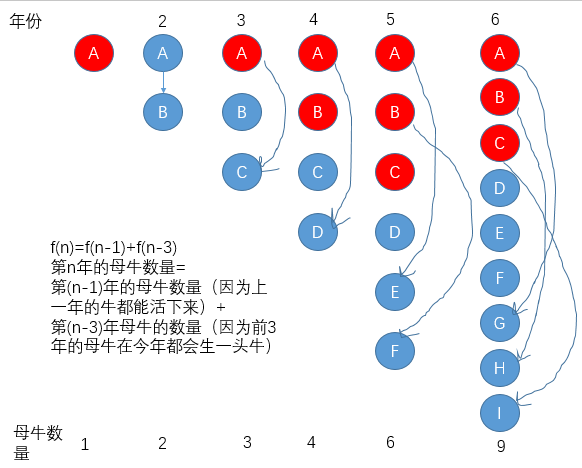 年份 2 3 4 5 6
A A A A A A
B B B B B
C C C C
D D D
E E
F F
G
H
I
f(n)=f(n-1)+f(n-3)
第n年的母牛数量=
第(n-1)年的母牛数量（因为上
一年的牛都能活下来）+
第(n-3)年母牛的数量（因为前3
年的母牛在今年都会生一头牛）
母牛数
量 1 2 3 4 6 9